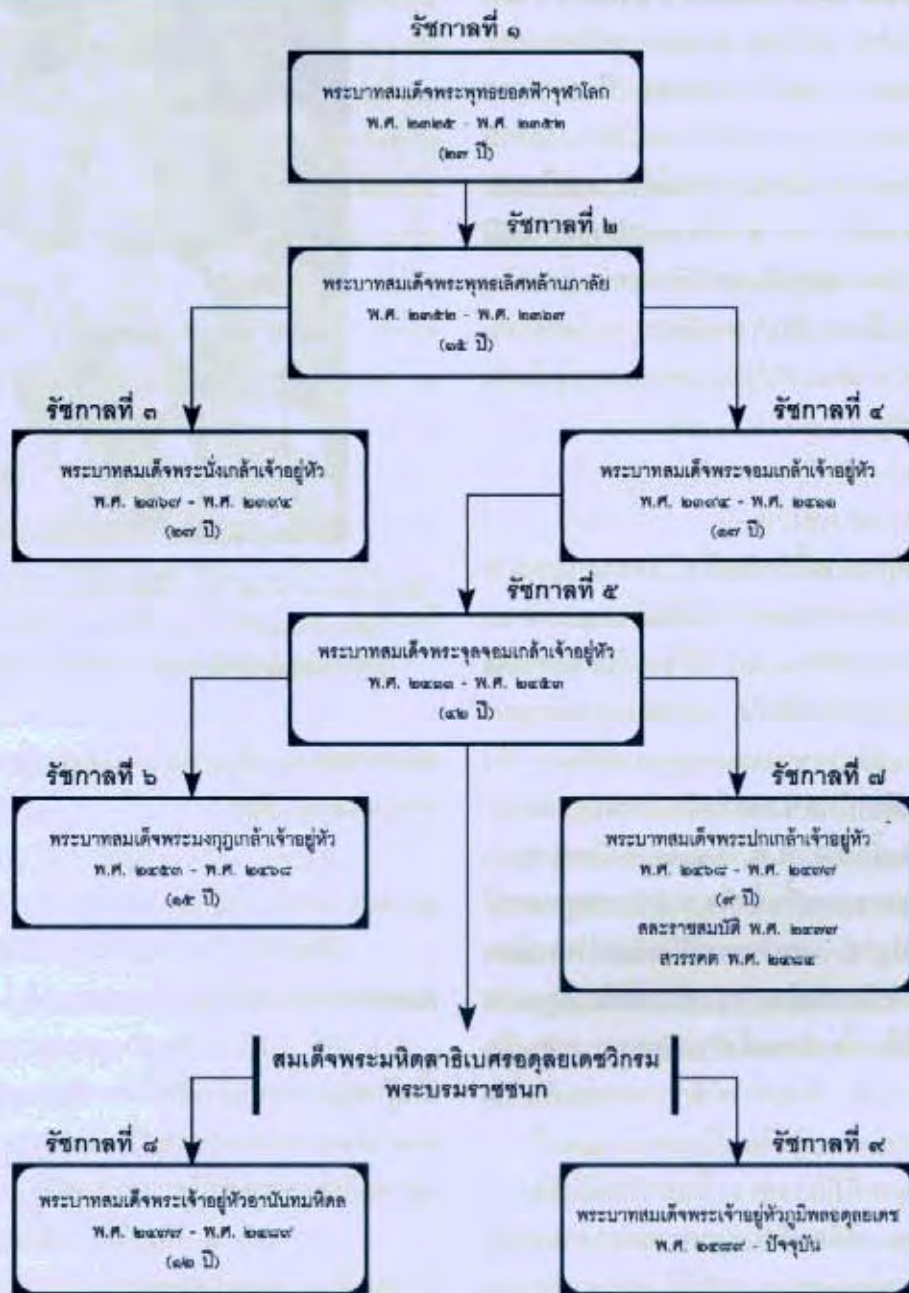 รัชกาลที่ ๑
พระบาทสมเด็จพระพุทธยอดฟ้าจุฬาโลก
พ.ศ. ๒๓๒๕ - พ.ศ. ๒๓๕๒
(๒๗ ปี)
รัชกาลที่ ๒
พระบาทสมเด็จพระพุทธเลิศหล้านภาลัย
พ.ศ. ๒๓๕๒ - พ.ศ. ๒๓๖๗
(๑๕ ปี)
รัชกาลที่ ๓
พระบาทสมเด็จพระนั่งเกล้าเจ้าอยู่หัว
พ.ศ. ๒๓๖๗ - พ.ศ. ๒๓๙๔
(๒๗ ปี)
รัชกาลที่ ๔
พระบาทสมเด็จพระจอมเกล้าเจ้าอยู่หัว
พ.ศ. ๒๓๙๔ - พ.ศ. ๒๔๑๑
(๑๗ ปี)
รัชกาลที่ ๕
พระบาทสมเด็จพระจุลจอมเกล้าเจ้าอยู่หัว
พ.ศ. ๒๔๑๑ - พ.ศ. ๒๔๕๓
(๔๒ ปี)
รัชกาลที่ ๖
พระบาทสมเด็จพระมงกุฎเกล้าเจ้าอยู่หัว
พ.ศ. ๒๔๕๓ - พ.ศ. ๒๔๖๘
(๑๕ ปี)
รัชกาลที่ ๗
พระบาทสมเด็จพระปกเกล้าเจ้าอยู่หัว
พ.ศ. ๒๔๖๘ - พ.ศ. ๒๔๗๗
(๙ ปี)
สละราชสมบัติ พ.ศ. ๒๔๗๗
สวรรคต พ.ศ. ๒๔๘๔
สมเด็จพระมหิตลาธิเบศรอดุลยเดชวิกรม
พระบรมราชชนก
รัชกาลที่ ๘
พระบาทสมเด็จพระเจ้าอยู่หัวอานันทมหิดล
พ.ศ. ๒๔๗๗ - พ.ศ. ๒๔๘๙
(๑๒ ปี)
รัชกาลที่ ๙
พระบาทสมเด็จพระเจ้าอยู่หัวภูมิพลอดุลยเดช
พ.ศ. ๒๔๘๙ - ปัจจุบัน